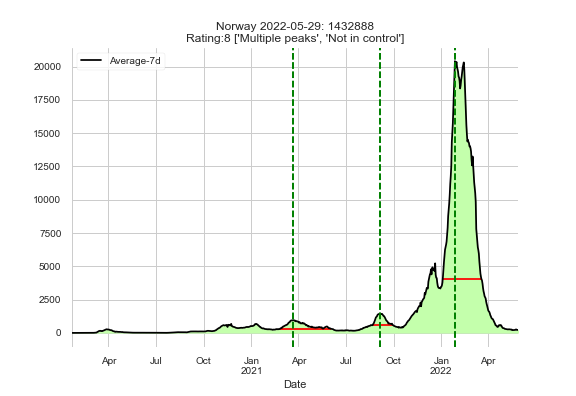 Norway 2022-05-29: 1432888
Rating:8 ['Multiple peaks', 'Not in control']
Average-7d
20000
17500
15000
12500
10000
7500
5000
2500
0
Apr Jul Oct Jan Apr Jul Oct Jan Apr
2021 2022
Date